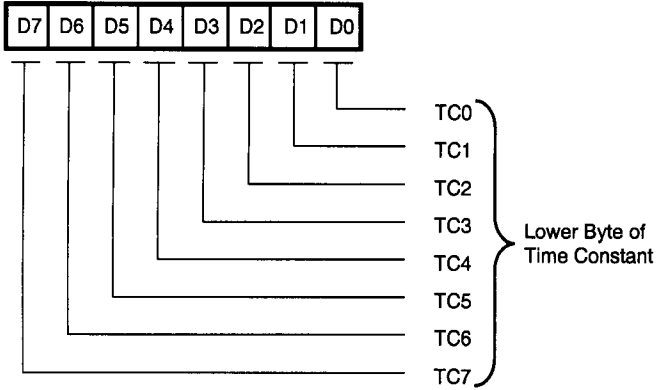 D7 D6 D5 D4 D3 D2 D1 D0
TC0
TC1
TC2
TC3
TC4
TC5
TC6
TC7
Lower Byte of
Time Constant